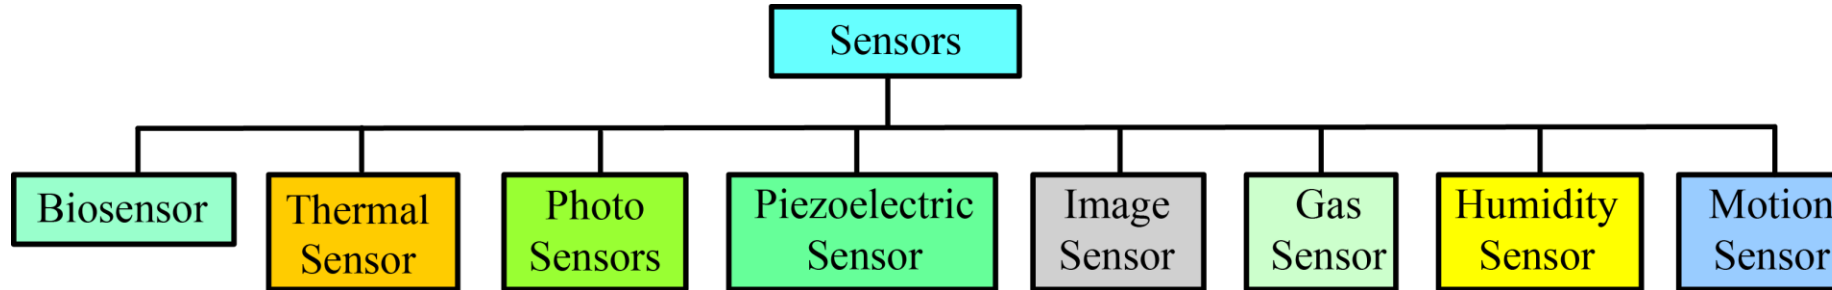 Sensors
Biosensor
Thermal
Sensor
Photo
Sensors
Piezoelectric
Sensor
Image
Sensor
Gas
Sensor
Humidity
Sensor
Motion
Sensor